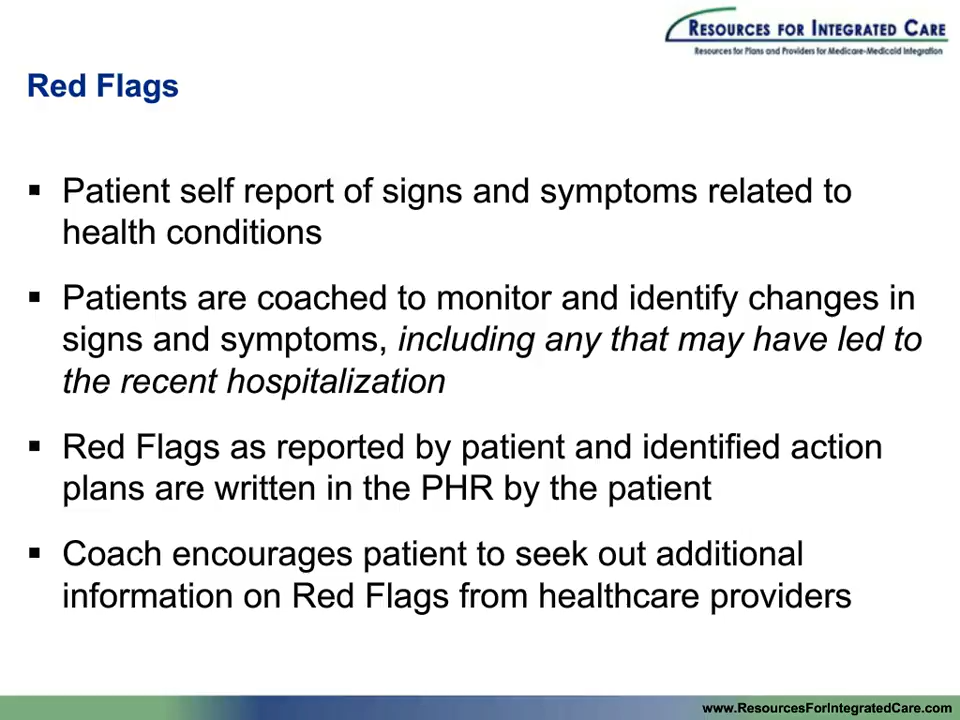 RESOURCES FOR INTEGRATED CARE
Resources for Plans and Providers for Medicare-Medicaid Integration
Red Flags
▪ Patient self report of signs and symptoms related to
health conditions
▪ Patients are coached to monitor and identify changes in
signs and symptoms, including any that may have led to
the recent hospitalization
▪ Red Flags as reported by patient and identified action
plans are written in the PHR by the patient
▪ Coach encourages patient to seek out additional
information on Red Flags from healthcare providers
www.ResourcesForIntegratedCare.com